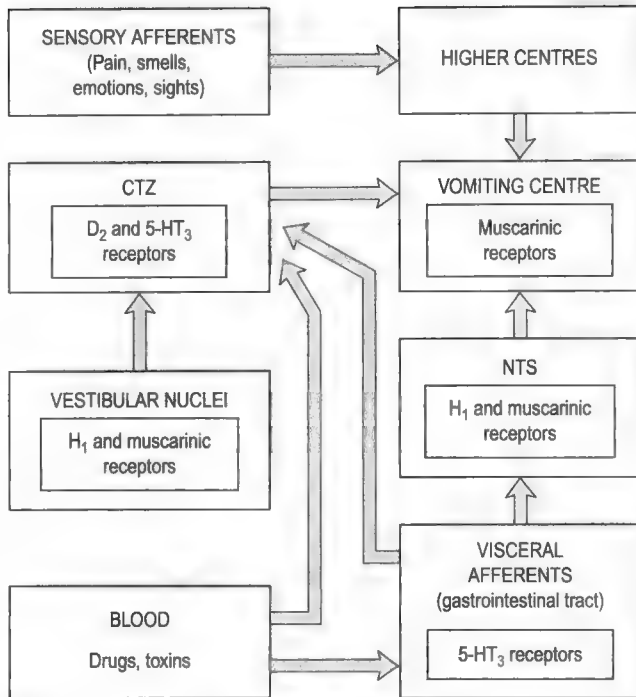 SENSORY AFFERENTS
(Pain, smells,
emotions, sights)
HIGHER CENTRES
CTZ
D₂ and 5-HT₃
receptors
VOMITING CENTRE
Muscarinic
receptors
VESTIBULAR NUCLEI
H₁ and muscarinic
receptors
NTS
H₁ and muscarinic
receptors
BLOOD
Drugs, toxins
VISCERAL
AFFERENTS
(gastrointestinal tract)
5-HT₃ receptors